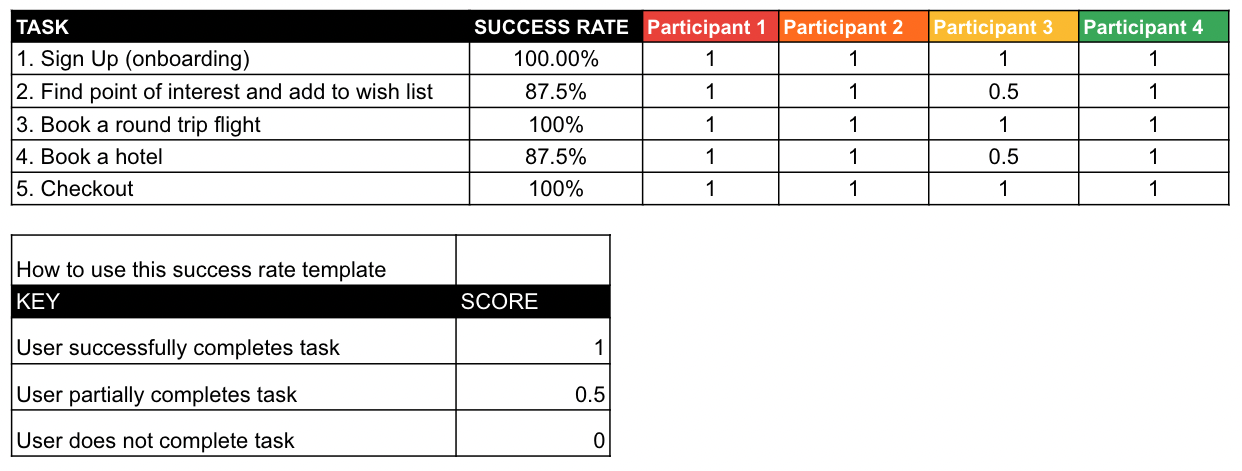 TASK SUCCESS RATE Participant 1 Participant 2 Participant 3 Participant 4
1. Sign Up (onboarding) 100.00% 1 1 1 1
2. Find point of interest and add to wish list 87.5% 1 1 0.5 1
3. Book a round trip flight 100% 1 1 1 1
4. Book a hotel 87.5% 1 1 0.5 1
5. Checkout 100% 1 1 1 1
How to use this success rate template
KEY SCORE
User successfully completes task 1
User partially completes task 0.5
User does not complete task 0